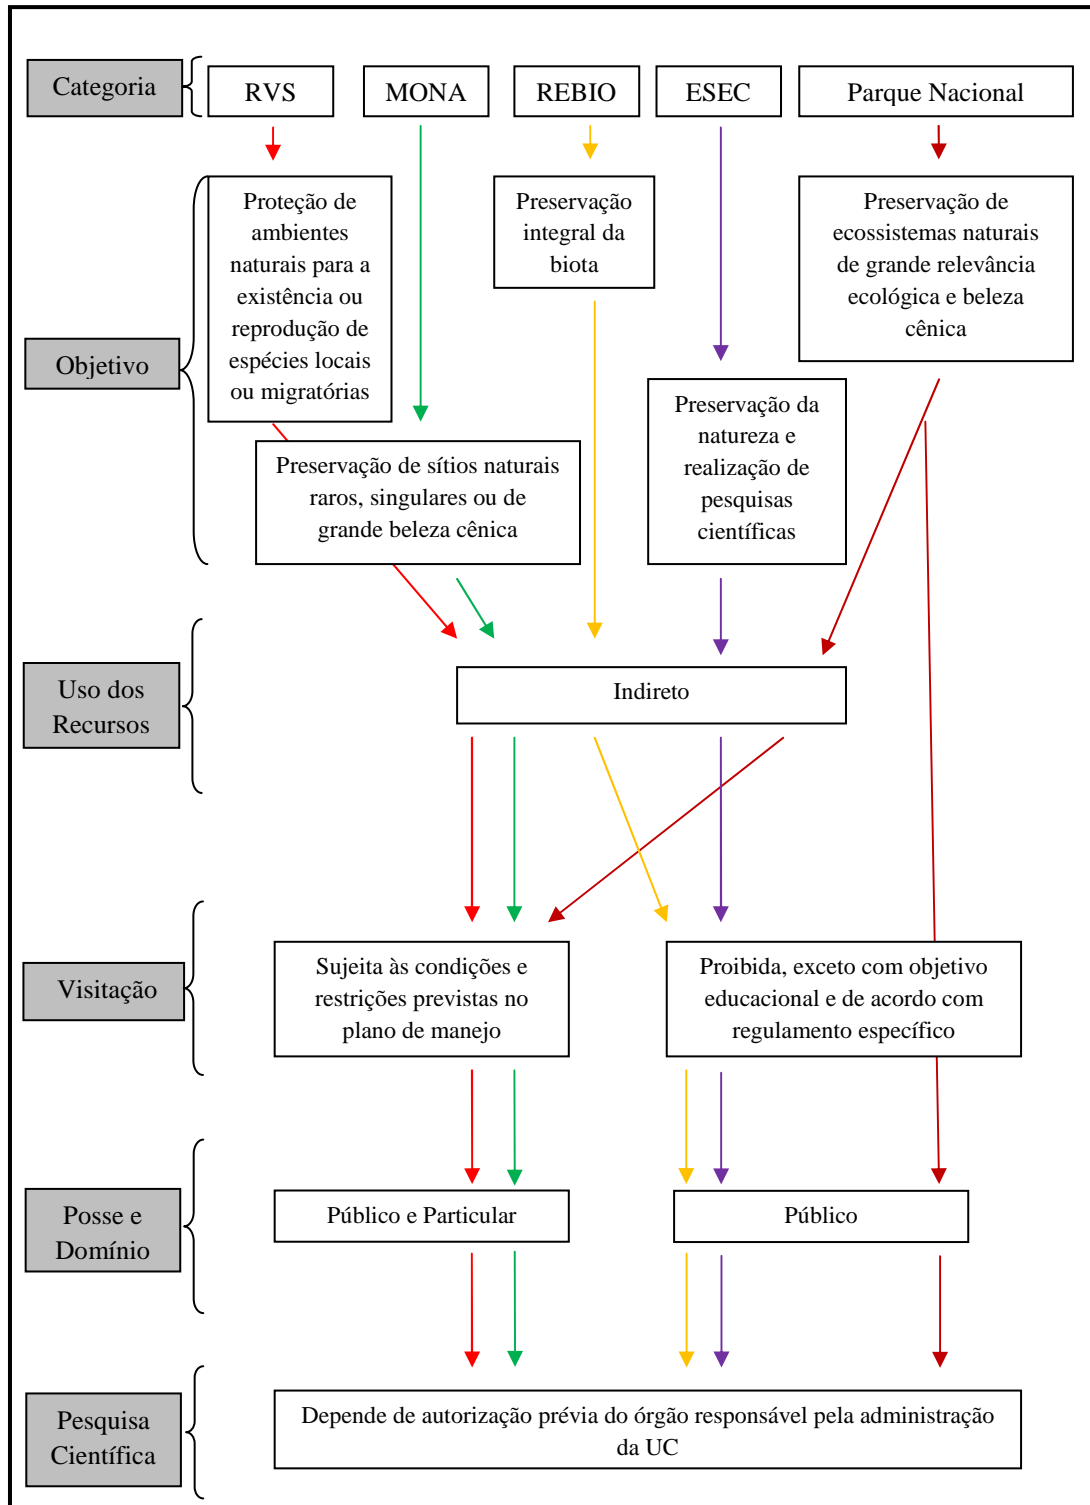 Categoria
RVS
MONA
REBIO
ESEC
Parque Nacional
Objetivo
Proteção de
ambientes
naturais para a
existência ou
reprodução de
espécies locais
ou migratórias
Preservação de sítios naturais
raros, singulares ou de
grande beleza cênica
Preservação
integral da
biota
Preservação da
natureza e
realização de
pesquisas
científicas
Preservação de
ecossistemas naturais
de grande relevância
ecológica e beleza
cênica
Uso dos
Recursos
Indireto
Visitação
Sujeita às condições e
restrições previstas no
plano de manejo
Proibida, exceto com objetivo
educacional e de acordo com
regulamento específico
Posse e
Domínio
Público e Particular
Público
Pesquisa
Científica
Depende de autorização prévia do órgão responsável pela administração
da UC